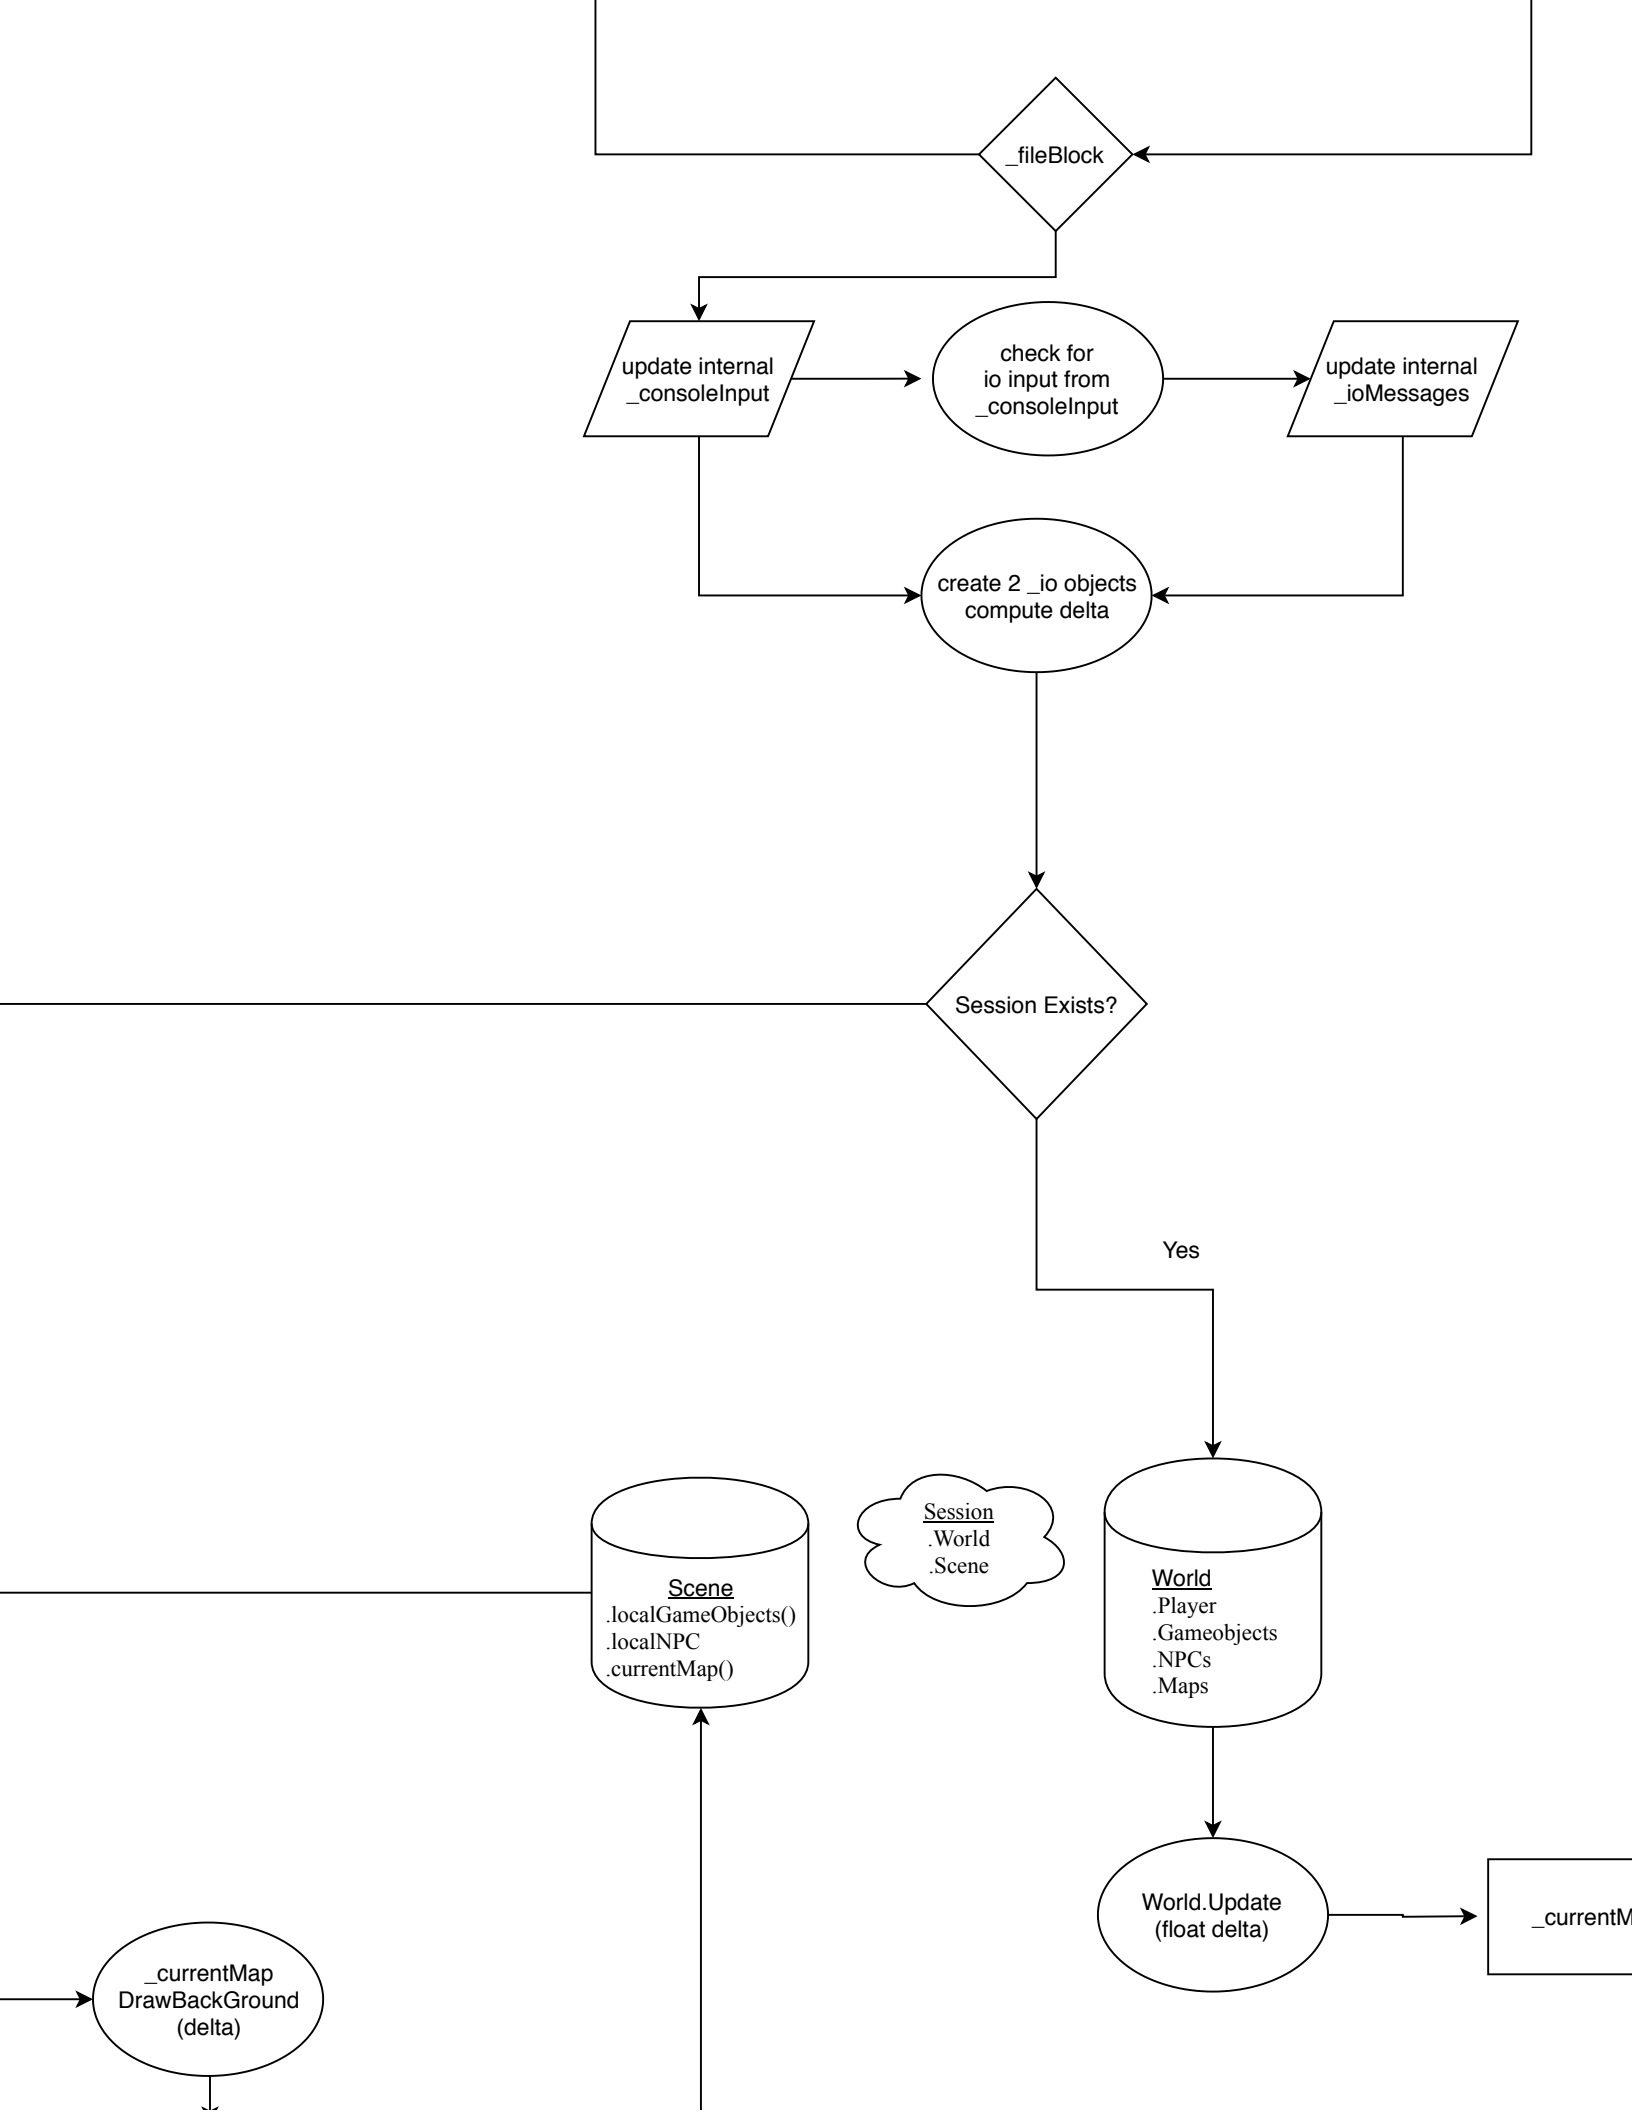 _fileBlock
update internal
_consoleInput
check for
io input from
_consoleInput
update internal
_ioMessages
create 2 _io objects
compute delta
Session Exists?
Yes
Session
.World
.Scene
Scene
.localGameObjects()
.localNPC
.currentMap()
World
.Player
.Gameobjects
.NPCs
.Maps
World.Update
(float delta)
_currentM
_currentMap
DrawBackGround
(delta)